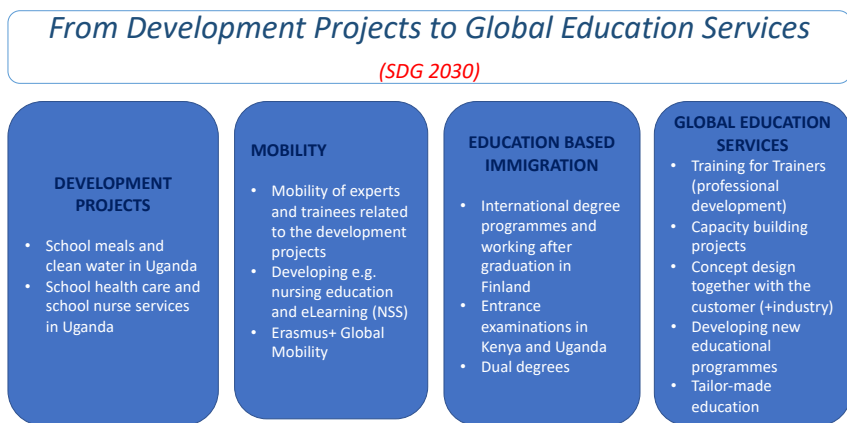 From Development Projects to Global Education Services
(SDG 2030)
DEVELOPMENT
PROJECTS
• School meals and
clean water in Uganda
• School health care and
school nurse services
in Uganda
MOBILITY
• Mobility of experts
and trainees related
to the development
projects
• Developing e.g.
nursing education
and eLearning (NSS)
• Erasmus+ Global
Mobility
EDUCATION BASED
IMMIGRATION
• International degree
programmes and
working after
graduation in
Finland
• Entrance
examinations in
Kenya and Uganda
• Dual degrees
GLOBAL EDUCATION
SERVICES
• Training for Trainers
(professional
development)
• Capacity building
projects
• Concept design
together with the
customer (+industry)
• Developing new
educational
programmes
• Tailor-made
education